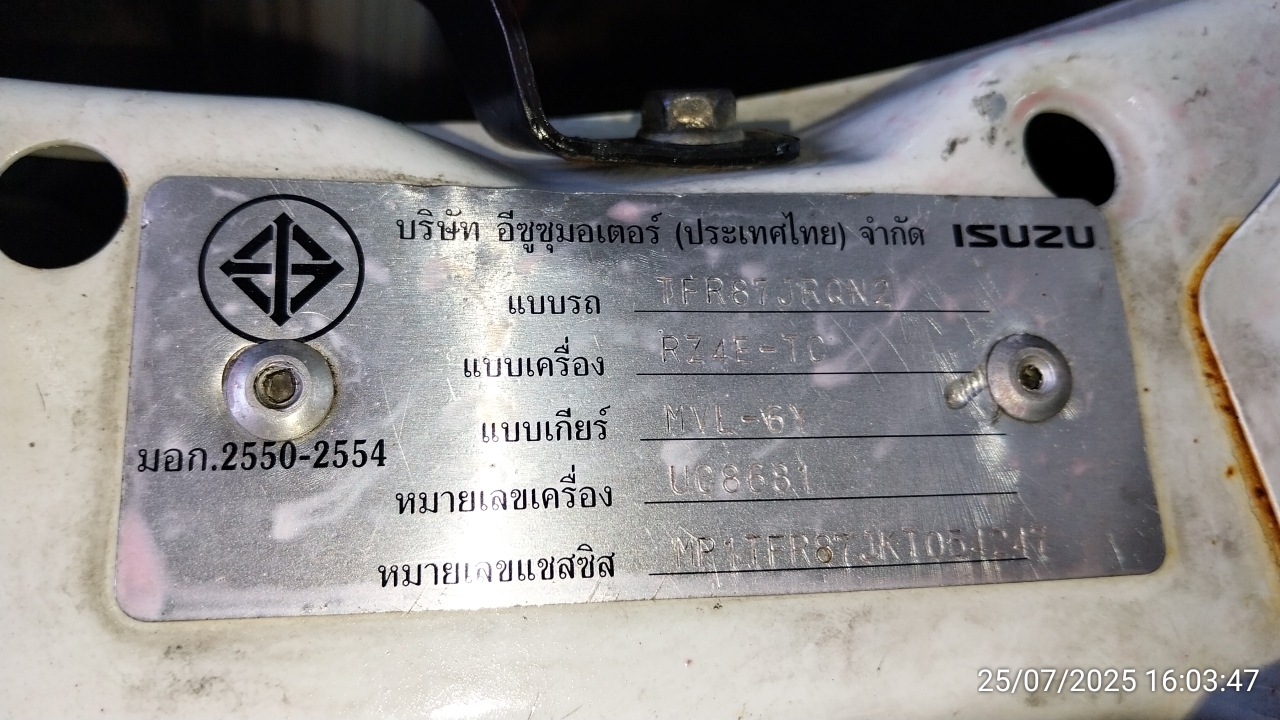 บริษัท อีซูซุมอเตอร์ (ประเทศไทย) จำกัด ISUZU
แบบรถ TFR87JRQN2
แบบเครื่อง RZ4E-TC
แบบเกียร์ MVL-6Y
มอก.2550-2554
หมายเลขเครื่อง
หมายเลขแชสซิส
25/07/2025 16:03:47